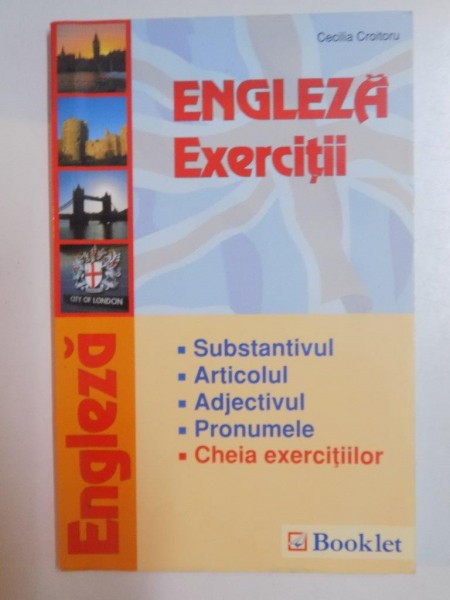 Cecilia Croitoru
ENGLEZĂ
Exerciții
CITY OF LONDON
Engleză
Substantivul
Articolul
Adjectivul
Pronumele
Cheia exercițiilor
Booklet